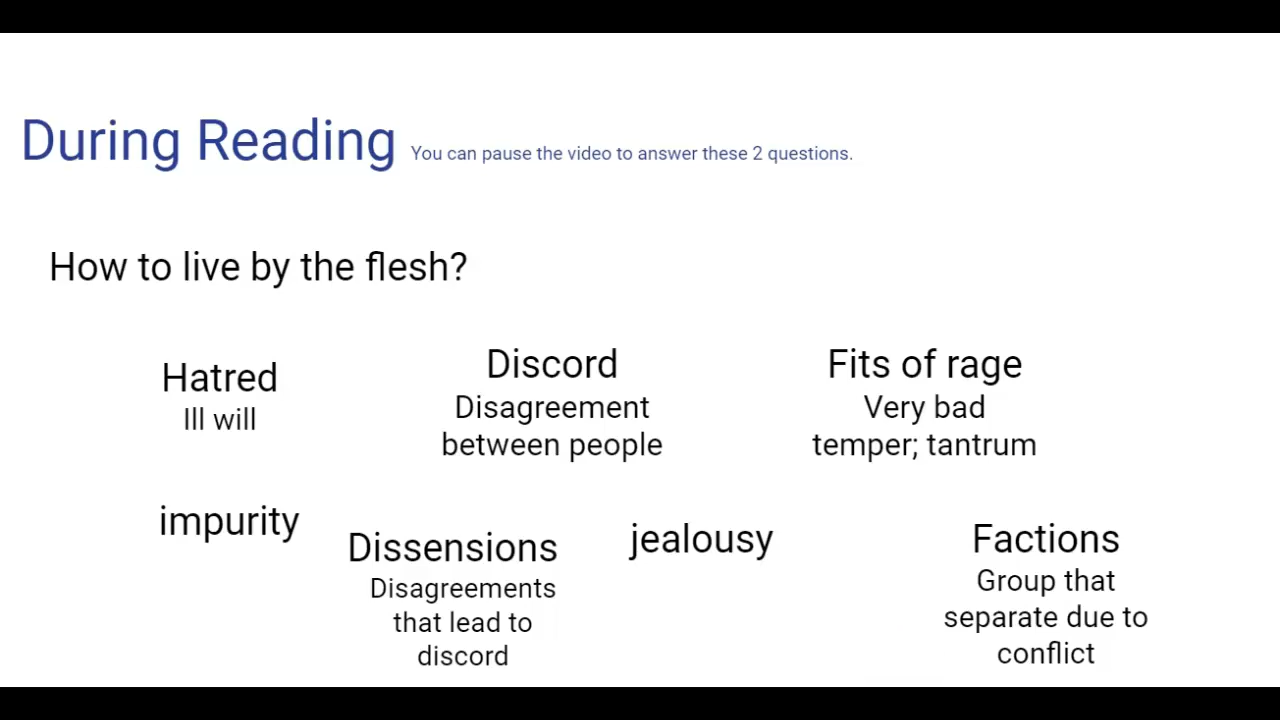 During Reading You can pause the video to answer these 2 questions.
How to live by the flesh?
Hatred
Ill will
Discord
Disagreement
between people
Fits of rage
Very bad
temper; tantrum
impurity
Dissensions
Disagreements
that lead to
discord
jealousy
Factions
Group that
separate due to
conflict